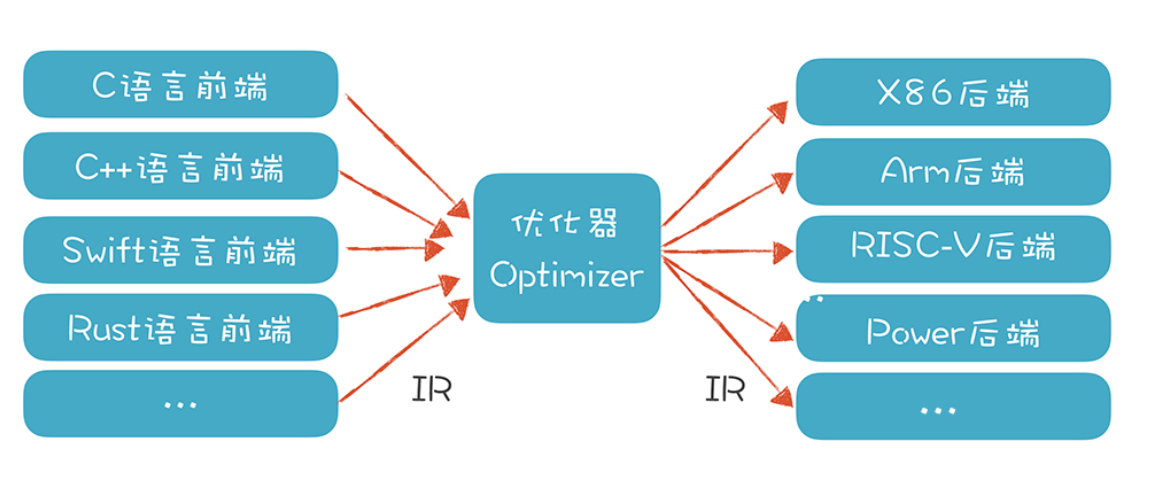 C语言前端
C++语言前端
Swift语言前端
Rust语言前端
...
优化器
Optimizer
IR
IR
X86后端
Arm后端
RISC-V后端
Power后端
...